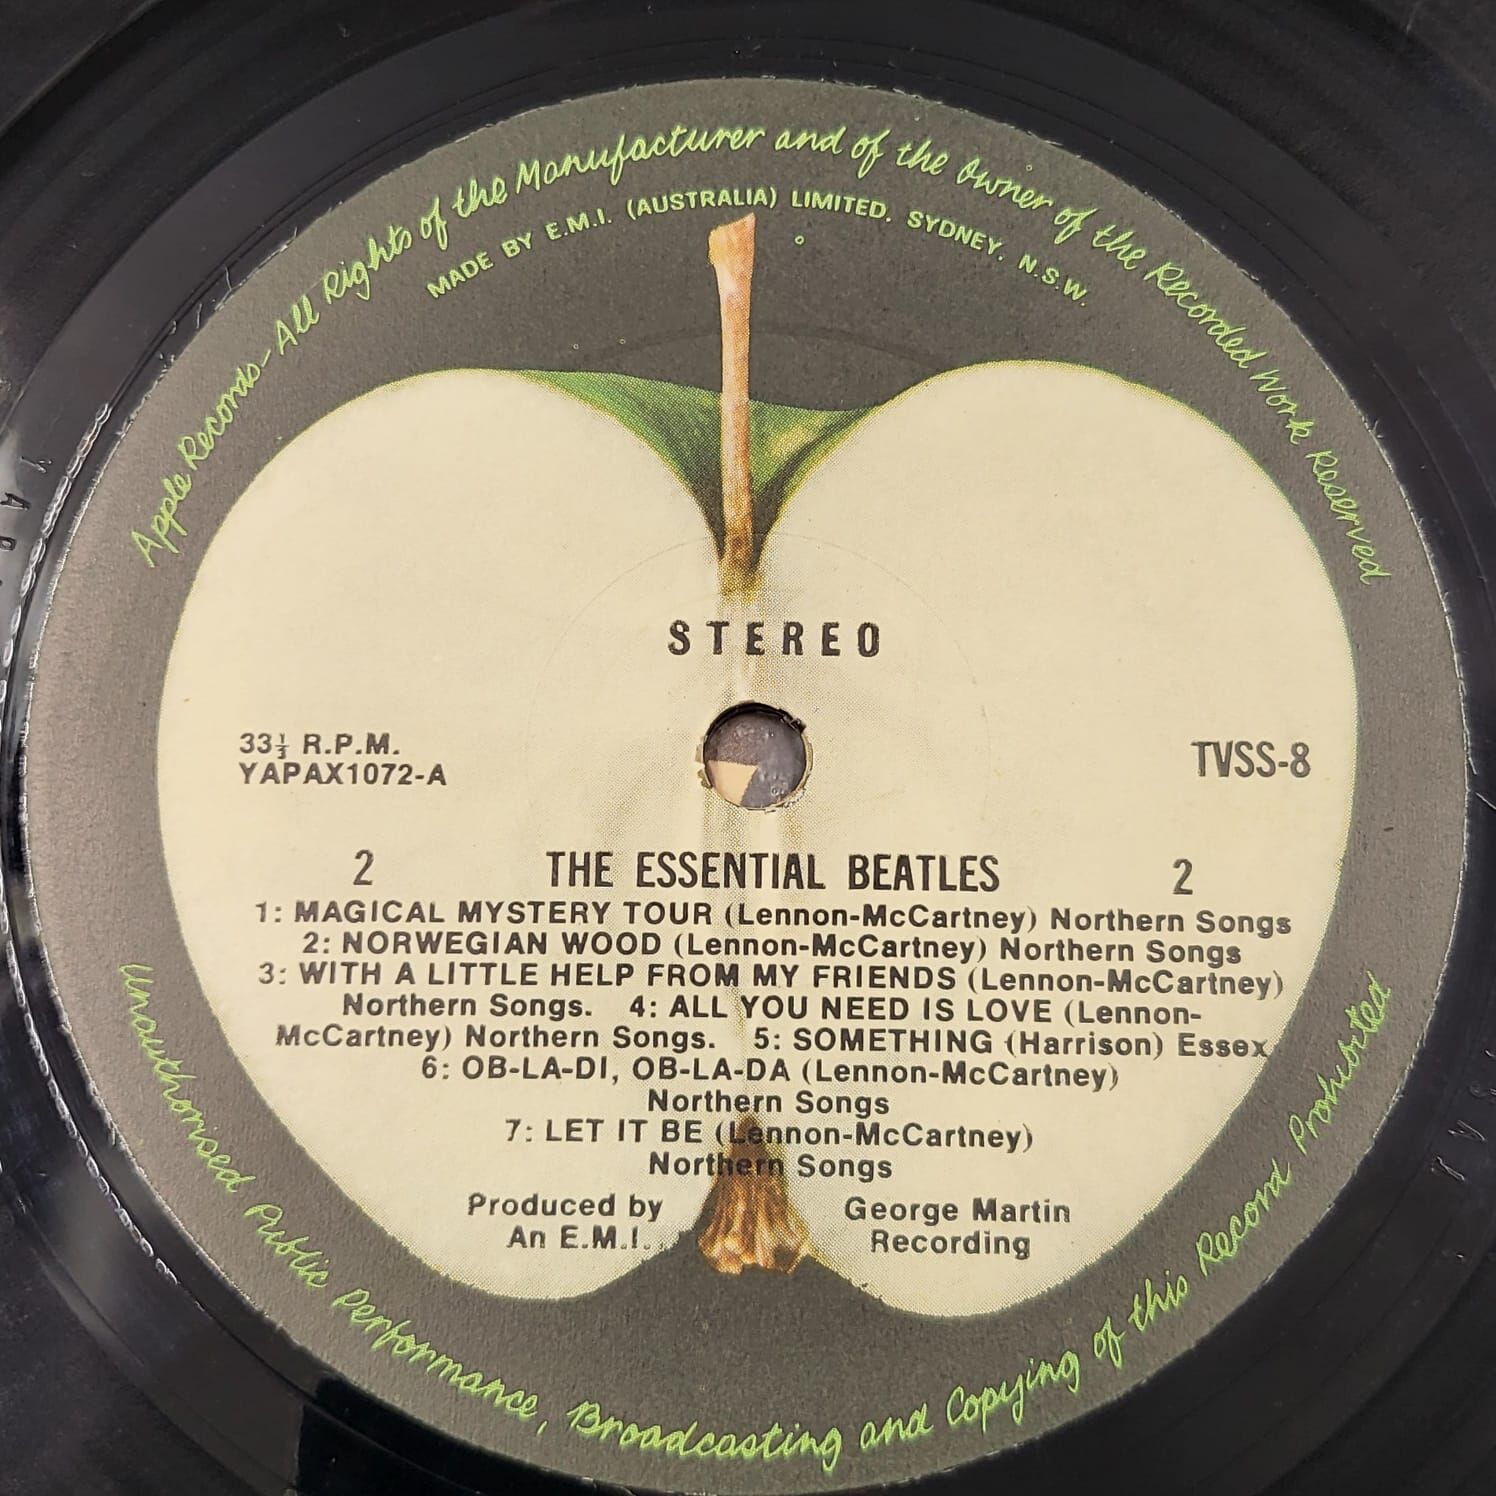 Apple Records - All Rights of the Manufacturer and of the Owner of the Recorded Work Reserved
MADE BY E.M.I. (AUSTRALIA) LIMITED. SYDNEY. N.S.W.
STEREO
33⅓ R.P.M.
YAPAX1072-A
TVSS-8
2 THE ESSENTIAL BEATLES 2
1: MAGICAL MYSTERY TOUR (Lennon-McCartney) Northern Songs
2: NORWEGIAN WOOD (Lennon-McCartney) Northern Songs
3: WITH A LITTLE HELP FROM MY FRIENDS (Lennon-McCartney)
Northern Songs. 4: ALL YOU NEED IS LOVE (Lennon-
McCartney) Northern Songs. 5: SOMETHING (Harrison) Essex
6: OB-LA-DI, OB-LA-DA (Lennon-McCartney)
Northern Songs
7: LET IT BE (Lennon-McCartney)
Northern Songs
Produced by George Martin
An E.M.I. Recording
Unauthorised Public Performance, Broadcasting and Copying of this Record Prohibited